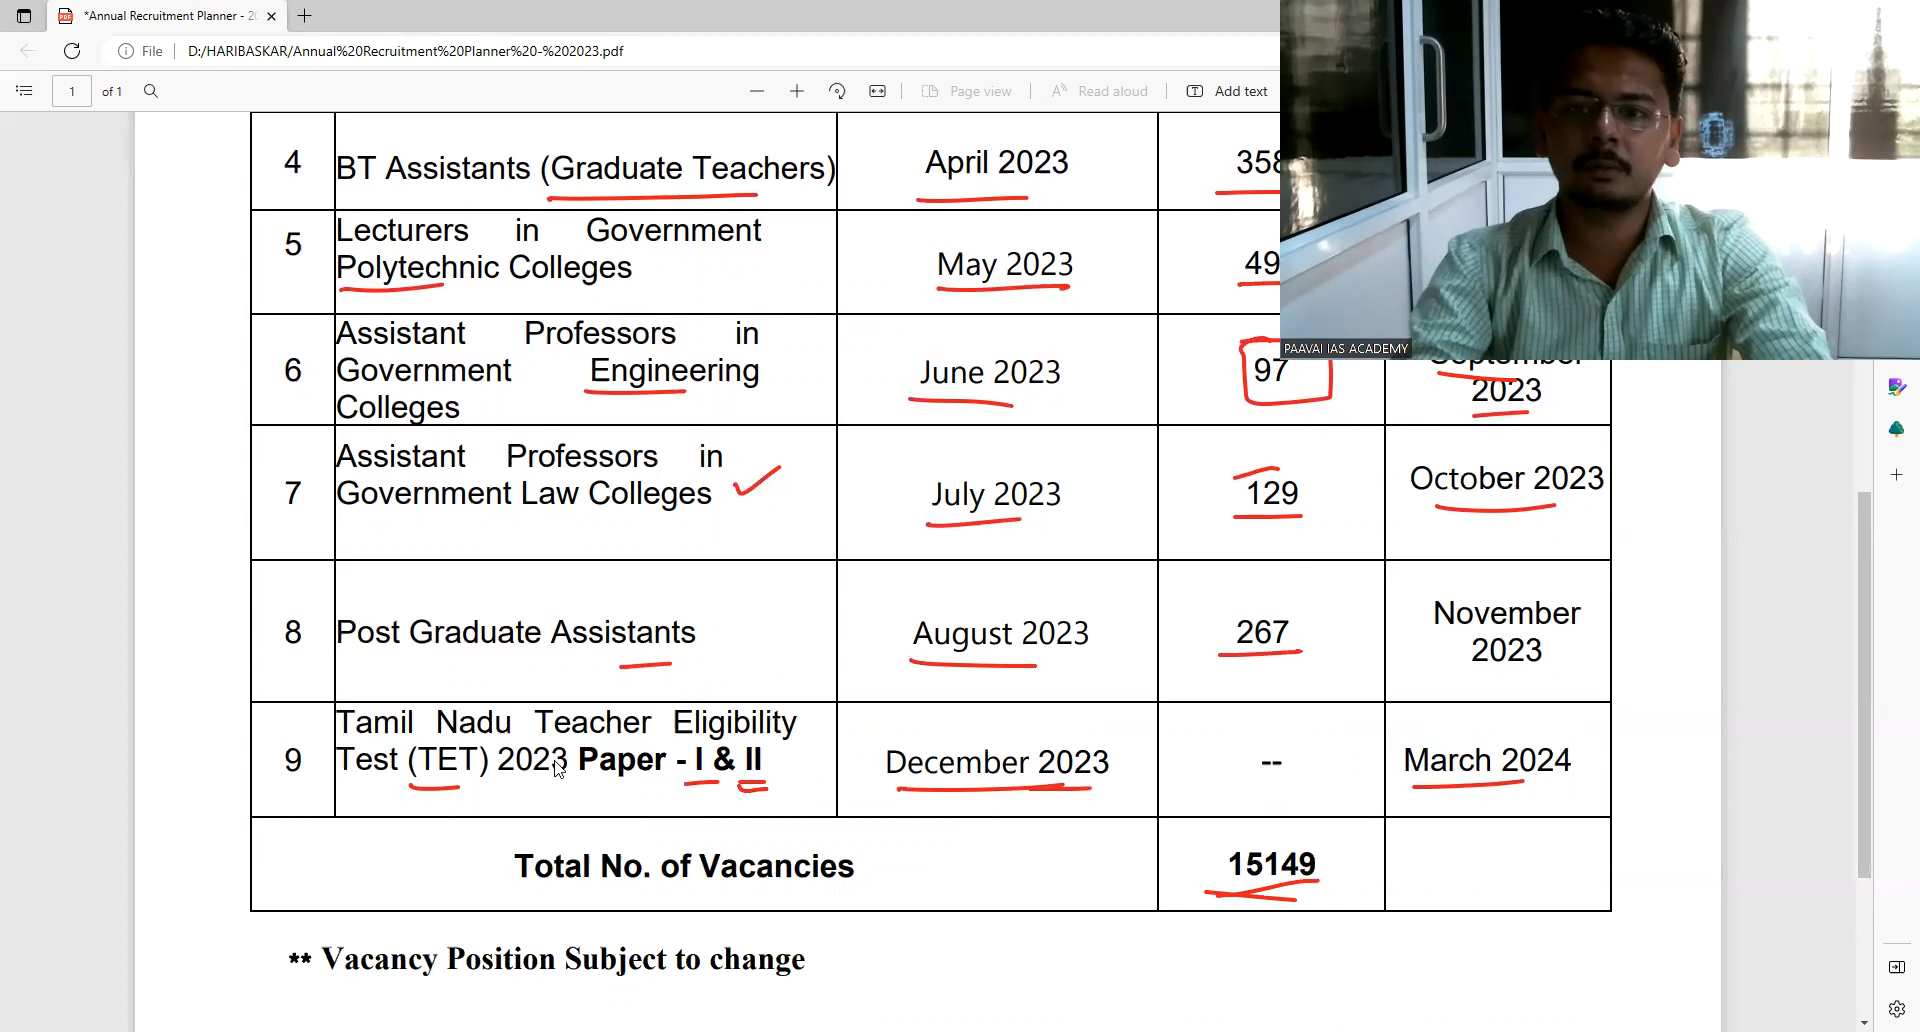 *Annual Recruitment Planner - 20
File
D:/HARIBASKAR/Annual%20Recruitment%20Planner%20-%202023.pdf
1
of 1
Page view
Read aloud
Add text
4
BT Assistants (Graduate Teachers)
April 2023
358
5
Lecturers in Government
Polytechnic Colleges
May 2023
49
6
Assistant Professors in
Government Engineering
Colleges
June 2023
97
September
2023
7
Assistant Professors in
Government Law Colleges
July 2023
129
October 2023
8
Post Graduate Assistants
August 2023
267
November
2023
9
Tamil Nadu Teacher Eligibility
Test (TET) 2023 Paper - I & II
December 2023
--
March 2024
Total No. of Vacancies
15149
** Vacancy Position Subject to change
PAAVAI IAS ACADEMY